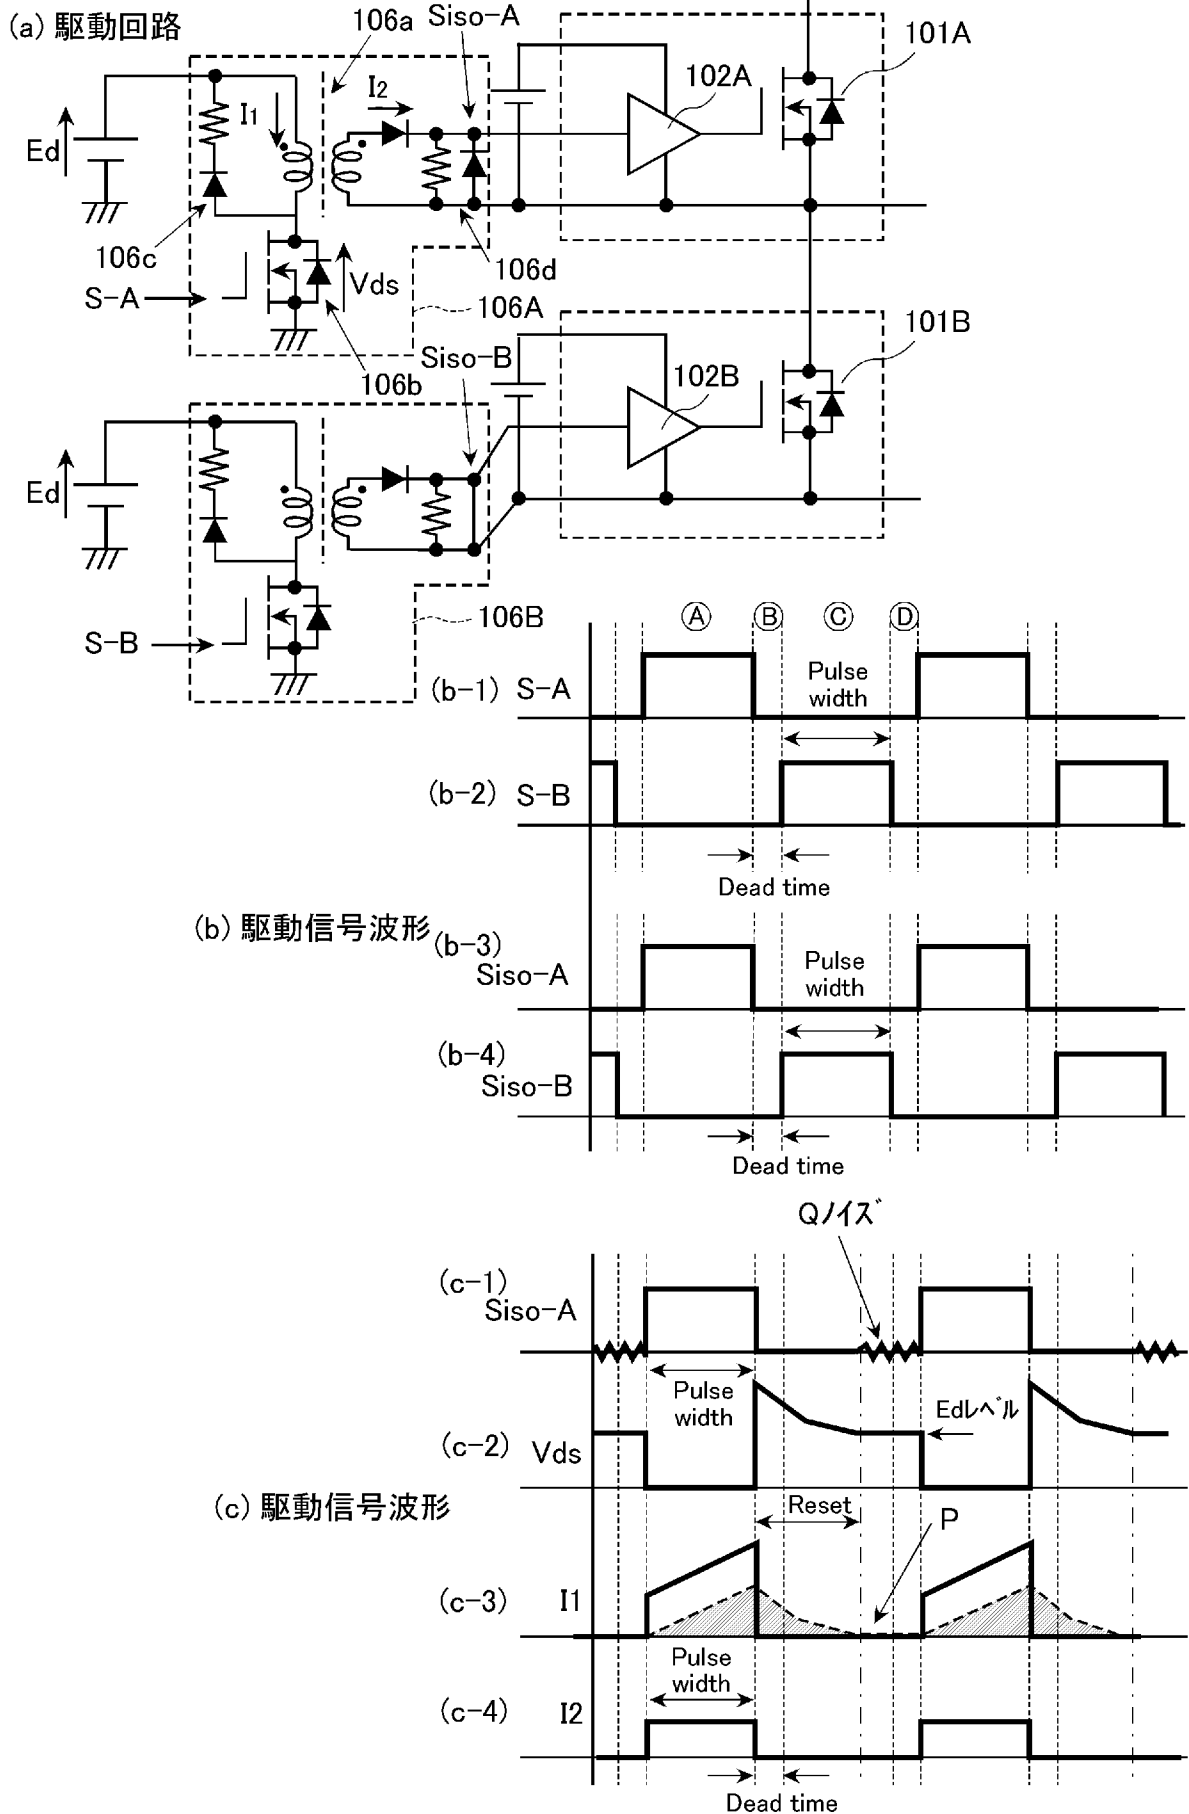 (a) 駆動回路
106a
Siso-A
101A
102A
I1
I2
Ed
106c
106d
S-A
Vds
106A
106b
Siso-B
101B
102B
Ed
S-B
106B
Ⓐ Ⓑ Ⓒ Ⓓ
(b-1) S-A
Pulse
width
(b-2) S-B
Dead time
(b) 駆動信号波形
(b-3)
Siso-A
Pulse
width
(b-4)
Siso-B
Dead time
Qノイズ
(c-1)
Siso-A
Pulse
width
Edレベル
(c-2) Vds
(c) 駆動信号波形
Reset
P
(c-3) I1
Pulse
width
(c-4) I2
Dead time